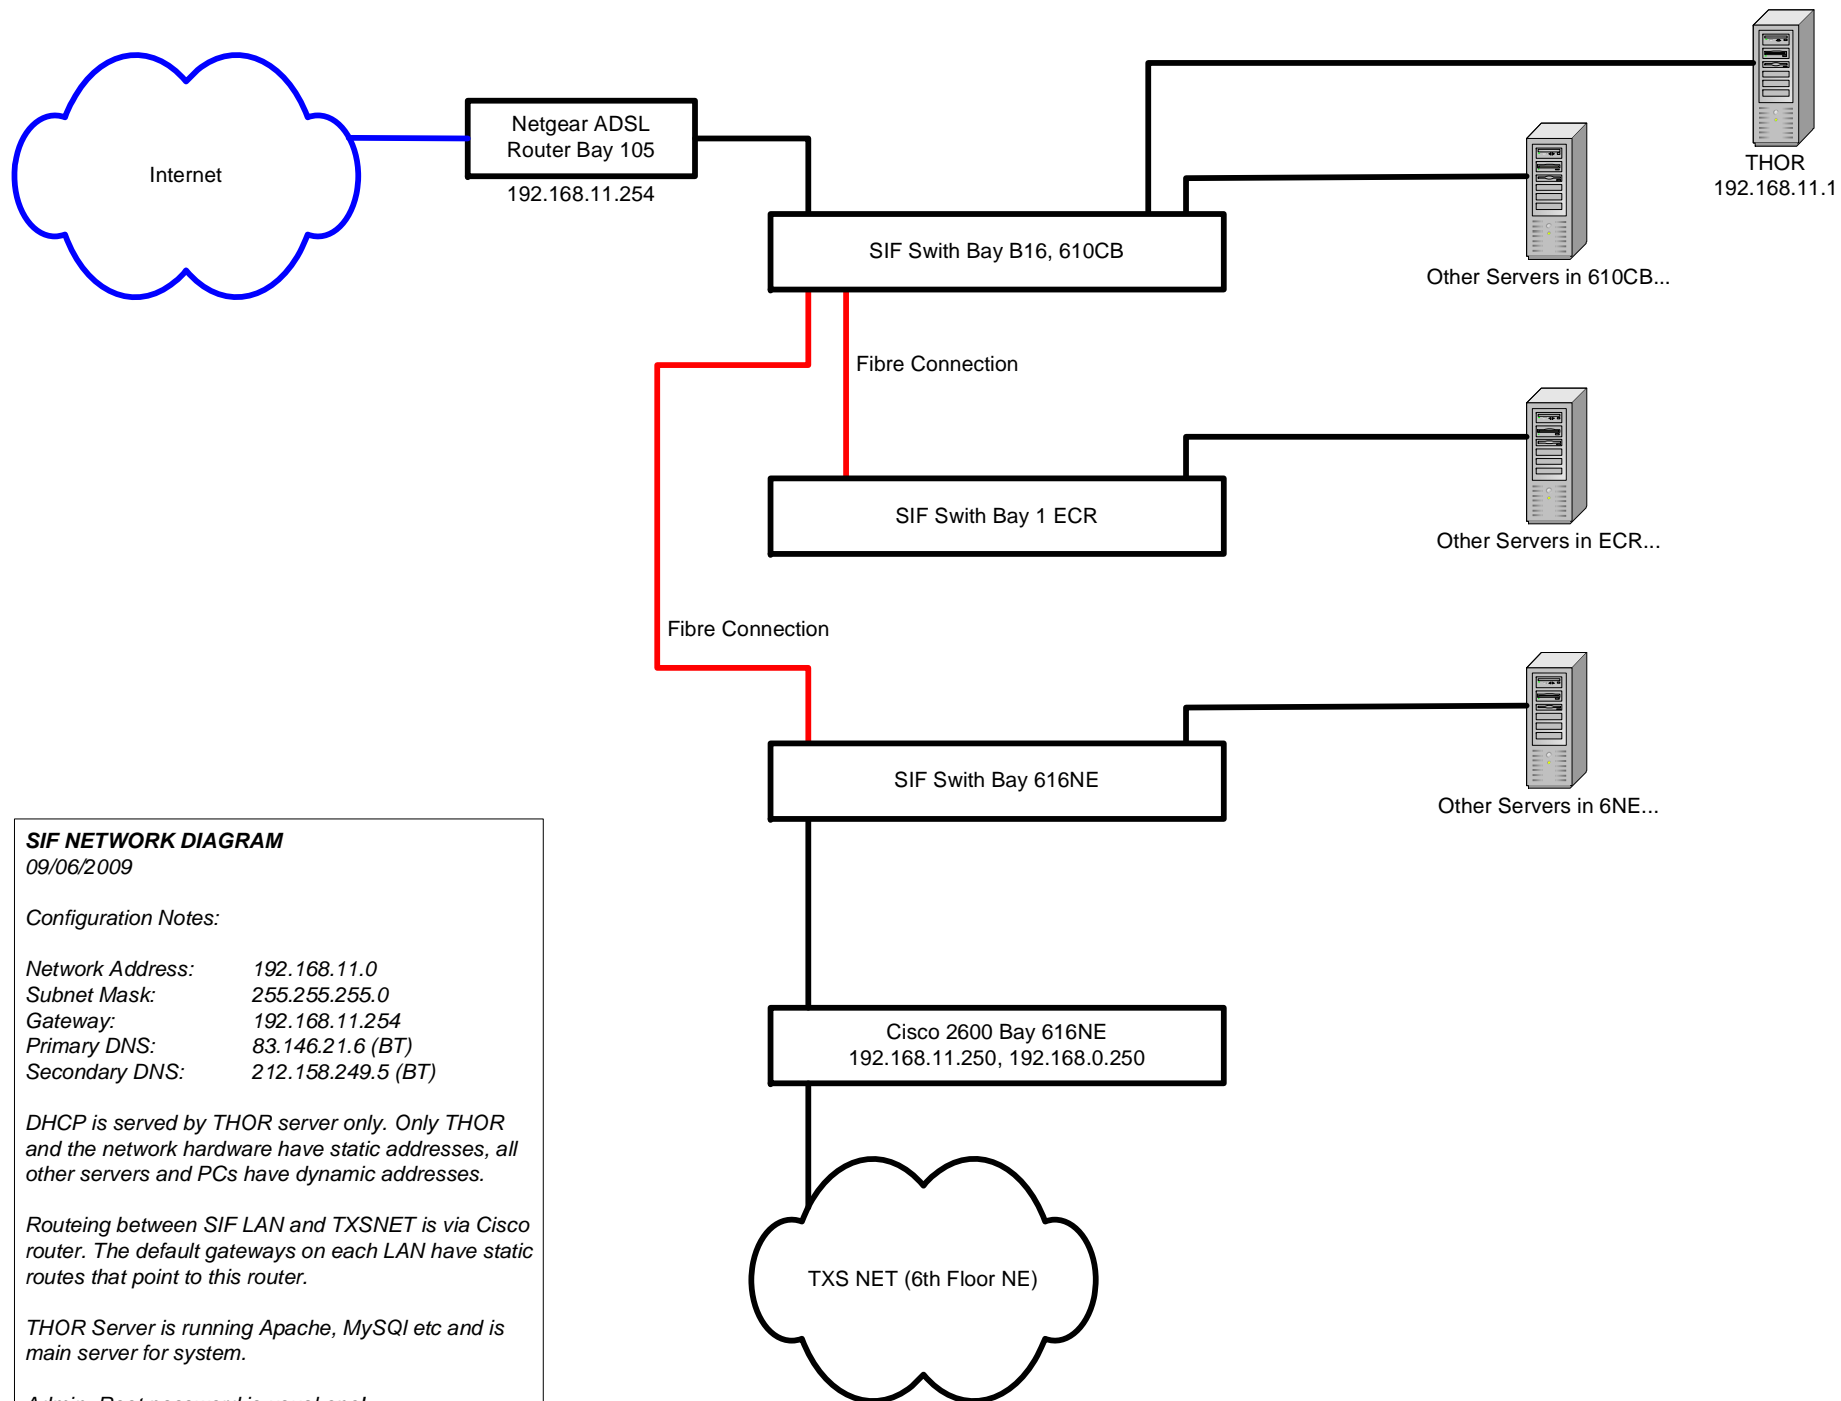 Internet
Netgear ADSL
Router Bay 105
192.168.11.254
THOR
192.168.11.1
SIF Swith Bay B16, 610CB
Other Servers in 610CB...
Fibre Connection
SIF Swith Bay 1 ECR
Other Servers in ECR...
Fibre Connection
SIF Swith Bay 616NE
Other Servers in 6NE...
Cisco 2600 Bay 616NE
192.168.11.250, 192.168.0.250
TXS NET (6th Floor NE)
SIF NETWORK DIAGRAM
09/06/2009
Configuration Notes:
Network Address: 192.168.11.0
Subnet Mask: 255.255.255.0
Gateway: 192.168.11.254
Primary DNS: 83.146.21.6 (BT)
Secondary DNS: 212.158.249.5 (BT)
DHCP is served by THOR server only. Only THOR
and the network hardware have static addresses, all
other servers and PCs have dynamic addresses.
Routeing between SIF LAN and TXSNET is via Cisco
router. The default gateways on each LAN have static
routes that point to this router.
THOR Server is running Apache, MySQl etc and is
main server for system.